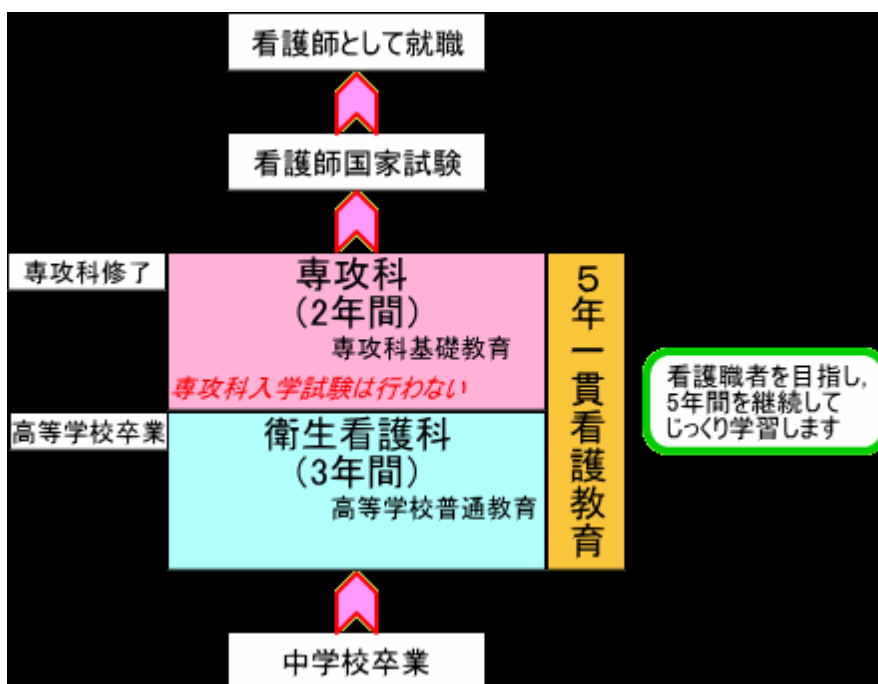 看護師として就職
看護師国家試験
専攻科修了
専攻科
（2年間）
専攻科基礎教育
専攻科入学試験は行わない
高等学校卒業
衛生看護科
（3年間）
高等学校普通教育
５年一貫看護教育
看護職者を目指し,
5年間を継続して
じっくり学習します
中学校卒業